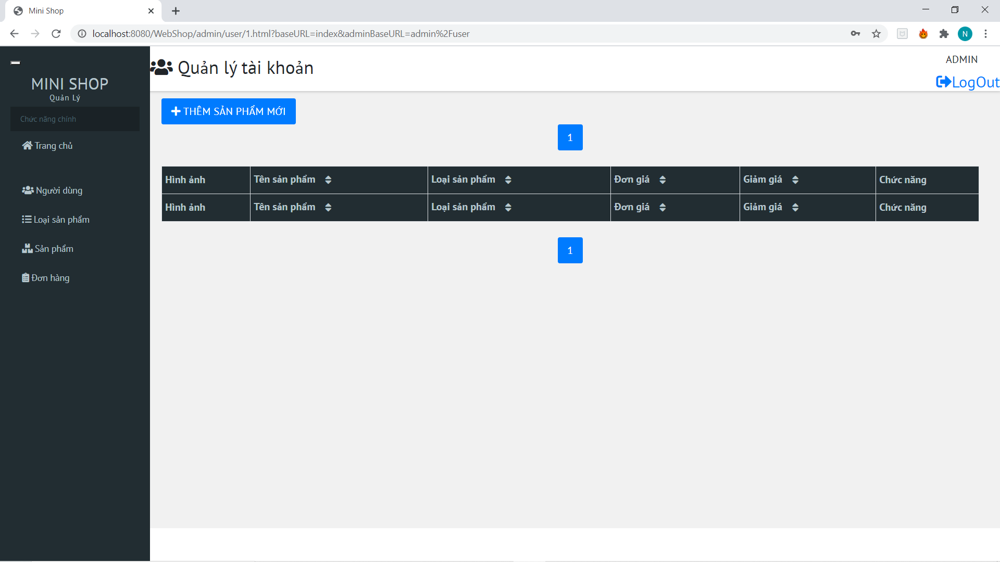 Mini Shop
localhost:8080/WebShop/admin/user/1.html?baseURL=index&adminBaseURL=admin%2Fuser
N
MINI SHOP
Quản Lý
Chức năng chính
Trang chủ
Người dùng
Loại sản phẩm
Sản phẩm
Đơn hàng
Quản lý tài khoản
ADMIN
LogOut
THÊM SẢN PHẨM MỚI
1
Hình ảnh Tên sản phẩm Loại sản phẩm Đơn giá Giảm giá Chức năng
Hình ảnh Tên sản phẩm Loại sản phẩm Đơn giá Giảm giá Chức năng
1